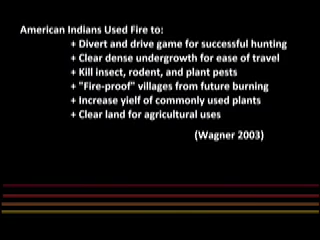 American Indians Used Fire to:
+ Divert and drive game for successful hunting
+ Clear dense undergrowth for ease of travel
+ Kill insect, rodent, and plant pests
+ "Fire-proof" villages from future burning
+ Increase yielf of commonly used plants
+ Clear land for agricultural uses
(Wagner 2003)